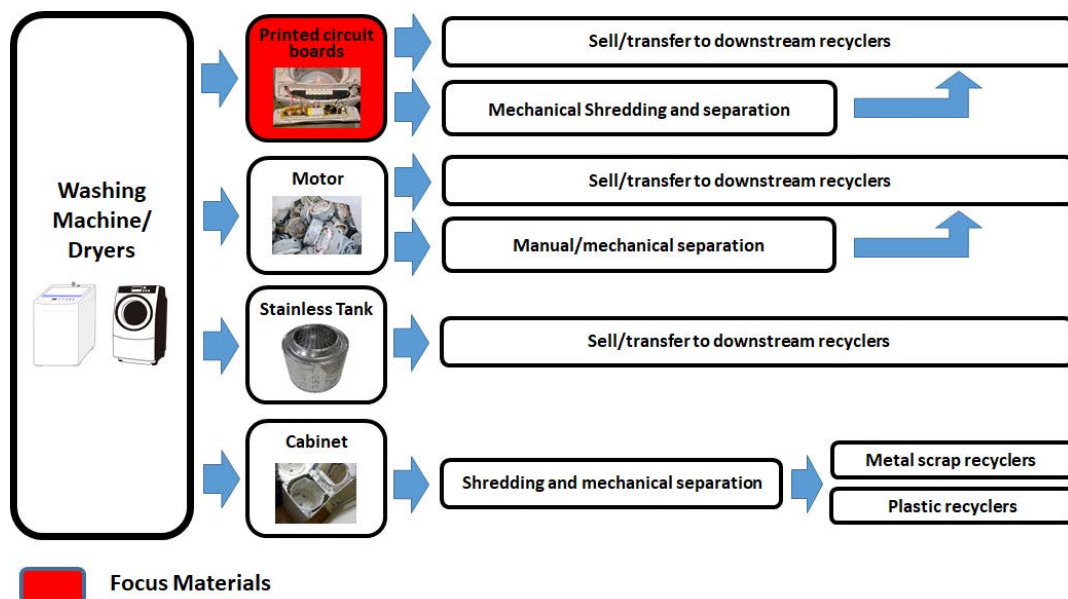 Printed circuit
boards
Sell/transfer to downstream recyclers
Mechanical Shredding and separation
Washing
Machine/
Dryers
Motor
Sell/transfer to downstream recyclers
Manual/mechanical separation
Stainless Tank
Sell/transfer to downstream recyclers
Cabinet
Shredding and mechanical separation
Metal scrap recyclers
Plastic recyclers
Focus Materials